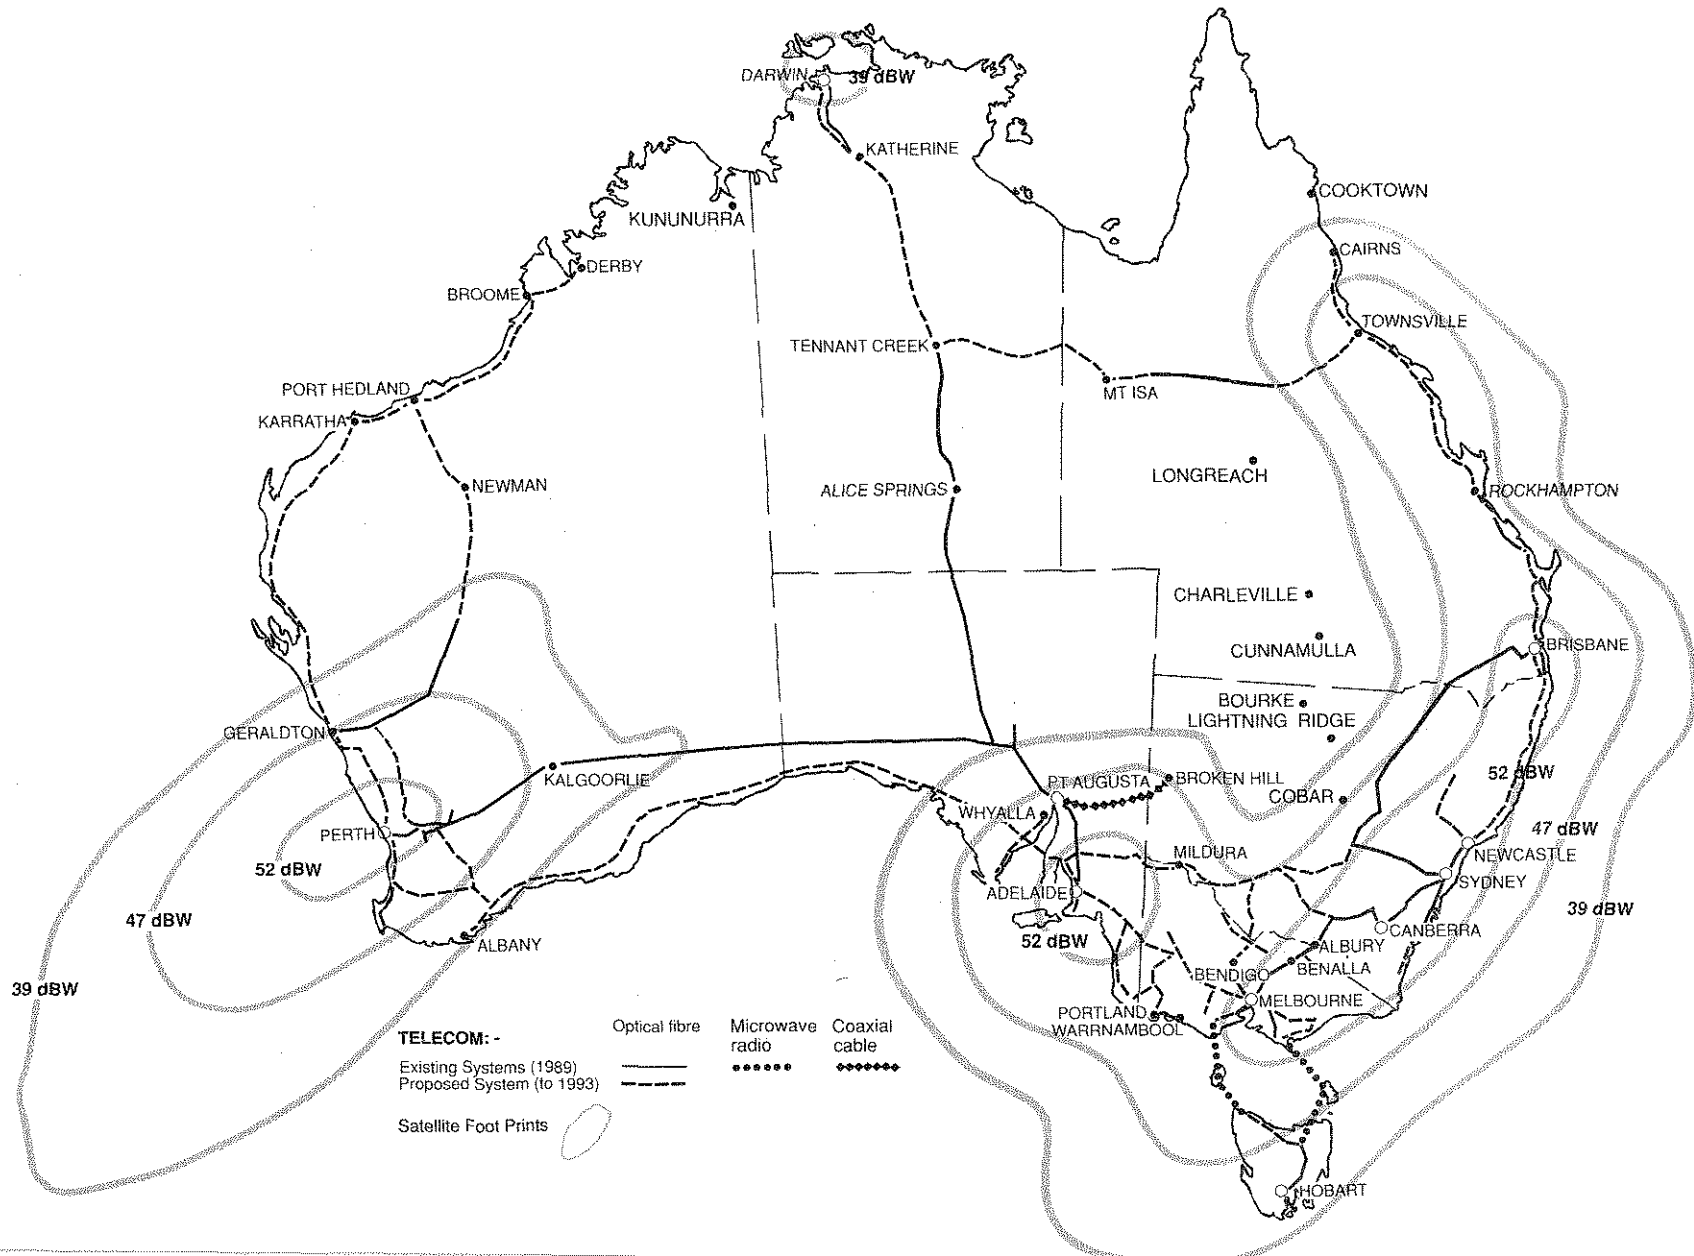 DARWIN
39 dBW
KATHERINE
COOKTOWN
KUNUNURRA
CAIRNS
DERBY
BROOME
TOWNSVILLE
TENNANT CREEK
PORT HEDLAND
MT ISA
KARRATHA
LONGREACH
NEWMAN
ALICE SPRINGS
ROCKHAMPTON
CHARLEVILLE
CUNNAMULLA
BRISBANE
BOURKE
LIGHTNING RIDGE
GERALDTON
KALGOORLIE
PT AUGUSTA
BROKEN HILL
52 dBW
COBAR
WHYALLA
PERTH
47 dBW
MILDURA
NEWCASTLE
52 dBW
SYDNEY
ADELAIDE
39 dBW
47 dBW
CANBERRA
52 dBW
ALBANY
ALBURY
BENALLA
BENDIGO
39 dBW
MELBOURNE
PORTLAND
WARRNAMBOOL
TELECOM: -
Optical fibre
Microwave radio
Coaxial cable
Existing Systems (1989)
Proposed System (to 1993)
Satellite Foot Prints
HOBART